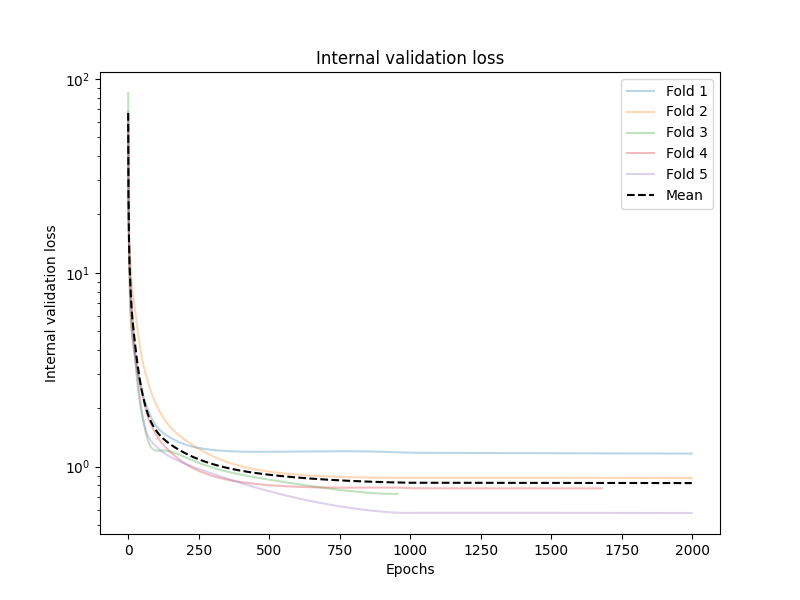 Internal validation loss
Internal validation loss
10²
10¹
10⁰
0 250 500 750 1000 1250 1500 1750 2000
Epochs
Fold 1
Fold 2
Fold 3
Fold 4
Fold 5
Mean